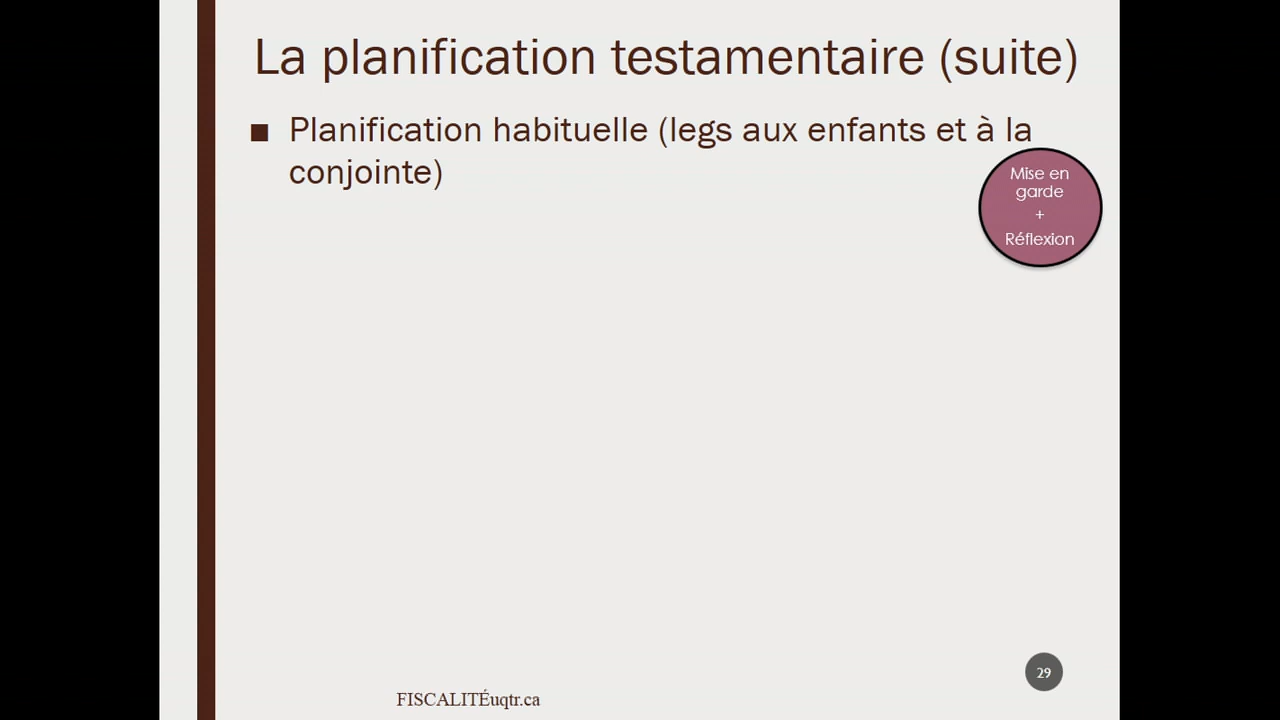 La planification testamentaire (suite)
■ Planification habituelle (legs aux enfants et à la
conjointe)
Mise en
garde
+
Réflexion
29
FISCALITÉuqtr.ca